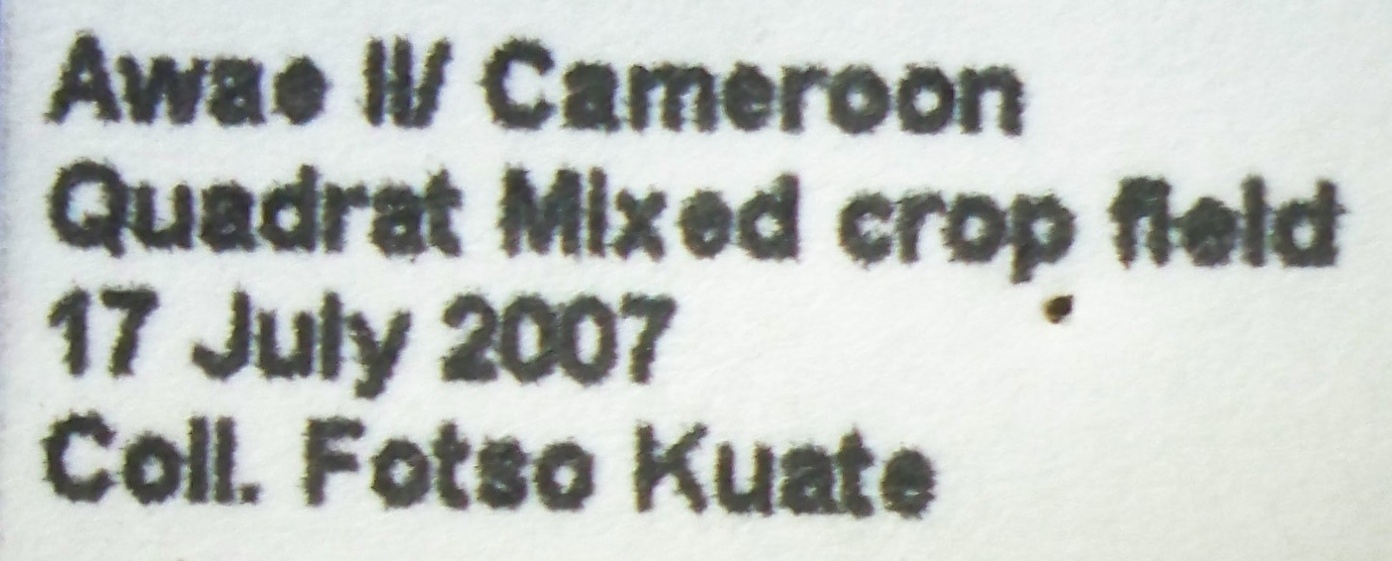 Awae II/ Cameroon
Quadrat Mixed crop field
17 July 2007
Coll. Fotso Kuate